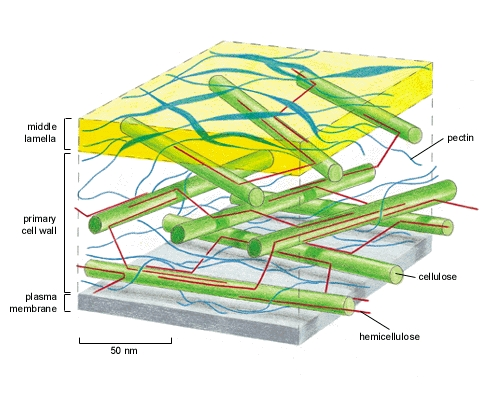 middle
lamella
pectin
primary
cell wall
cellulose
plasma
membrane
hemicellulose
50 nm